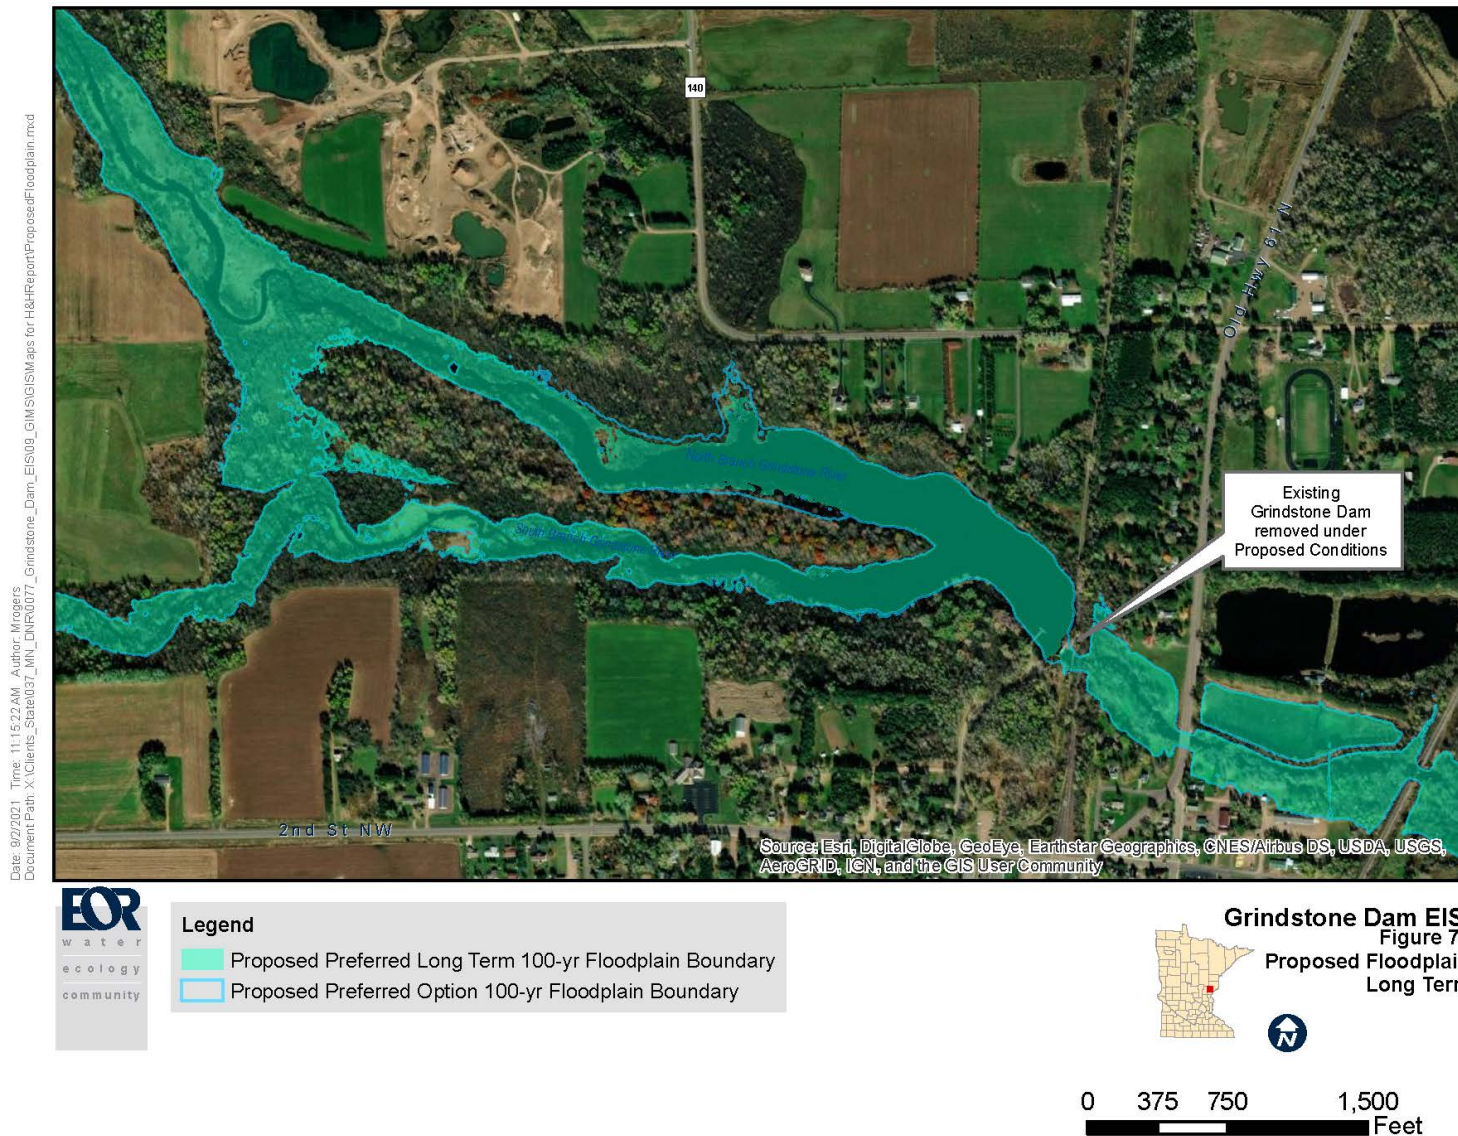 140
Old Hwy 61 N
North Branch Grindstone River
South Branch Grindstone River
Existing
Grindstone Dam
removed under
Proposed Conditions
2nd St NW
Source: Esri, DigitalGlobe, GeoEye, Earthstar Geographics, CNES/Airbus DS, USDA, USGS,
AeroGRID, IGN, and the GIS User Community
Date: 9/2/2021 Time: 11:15:22 AM Author: Mrogers
Document Path: X:\Clients_State\037_MN_DNR\0077_Grindstone_Dam_EIS\09_GIMS\GIS\Maps for H&HReport\ProposedFloodplain.mxd
EOR
water
ecology
community
Legend
Proposed Preferred Long Term 100-yr Floodplain Boundary
Proposed Preferred Option 100-yr Floodplain Boundary
Grindstone Dam EIS
Figure 7
Proposed Floodplai
Long Ter
N
0 375 750 1,500
Feet